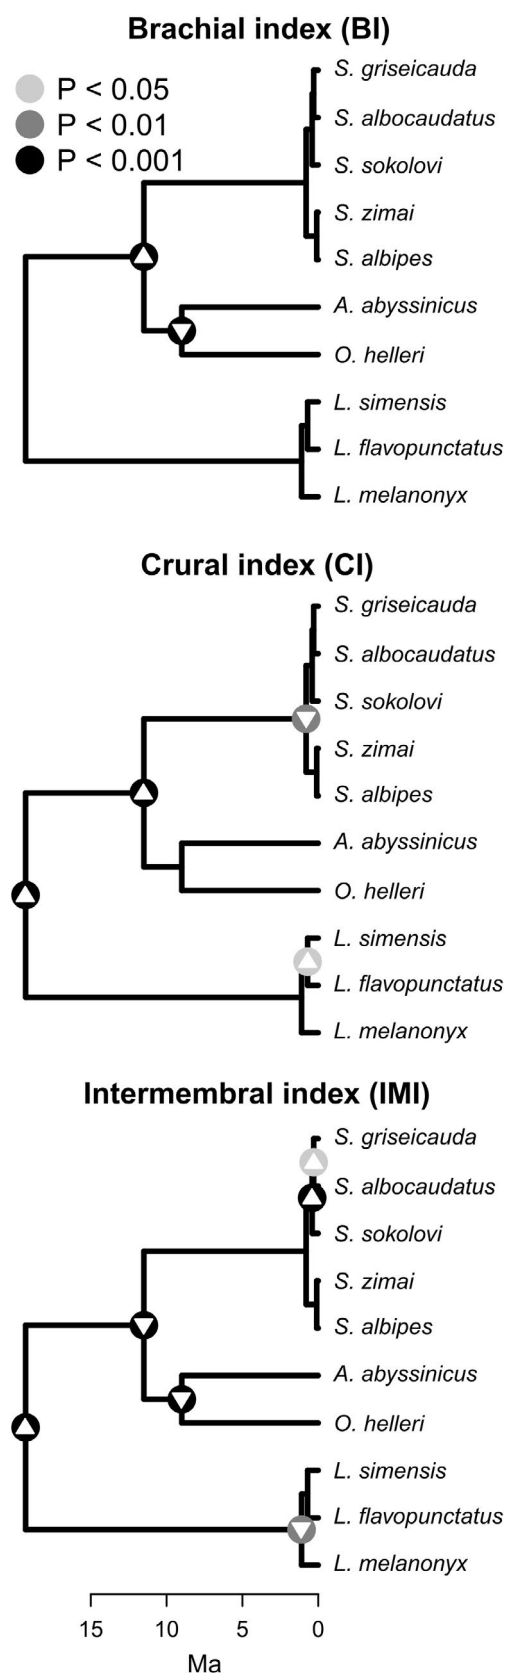 Brachial index (BI)
P < 0.05
P < 0.01
P < 0.001
S. griseicauda
S. albocaudatus
S. sokolovi
S. zimai
S. albipes
A. abyssinicus
O. helleri
L. simensis
L. flavopunctatus
L. melanonyx
Crural index (CI)
S. griseicauda
S. albocaudatus
S. sokolovi
S. zimai
S. albipes
A. abyssinicus
O. helleri
L. simensis
L. flavopunctatus
L. melanonyx
Intermembral index (IMI)
S. griseicauda
S. albocaudatus
S. sokolovi
S. zimai
S. albipes
A. abyssinicus
O. helleri
L. simensis
L. flavopunctatus
L. melanonyx
15 10 5 0
Ma